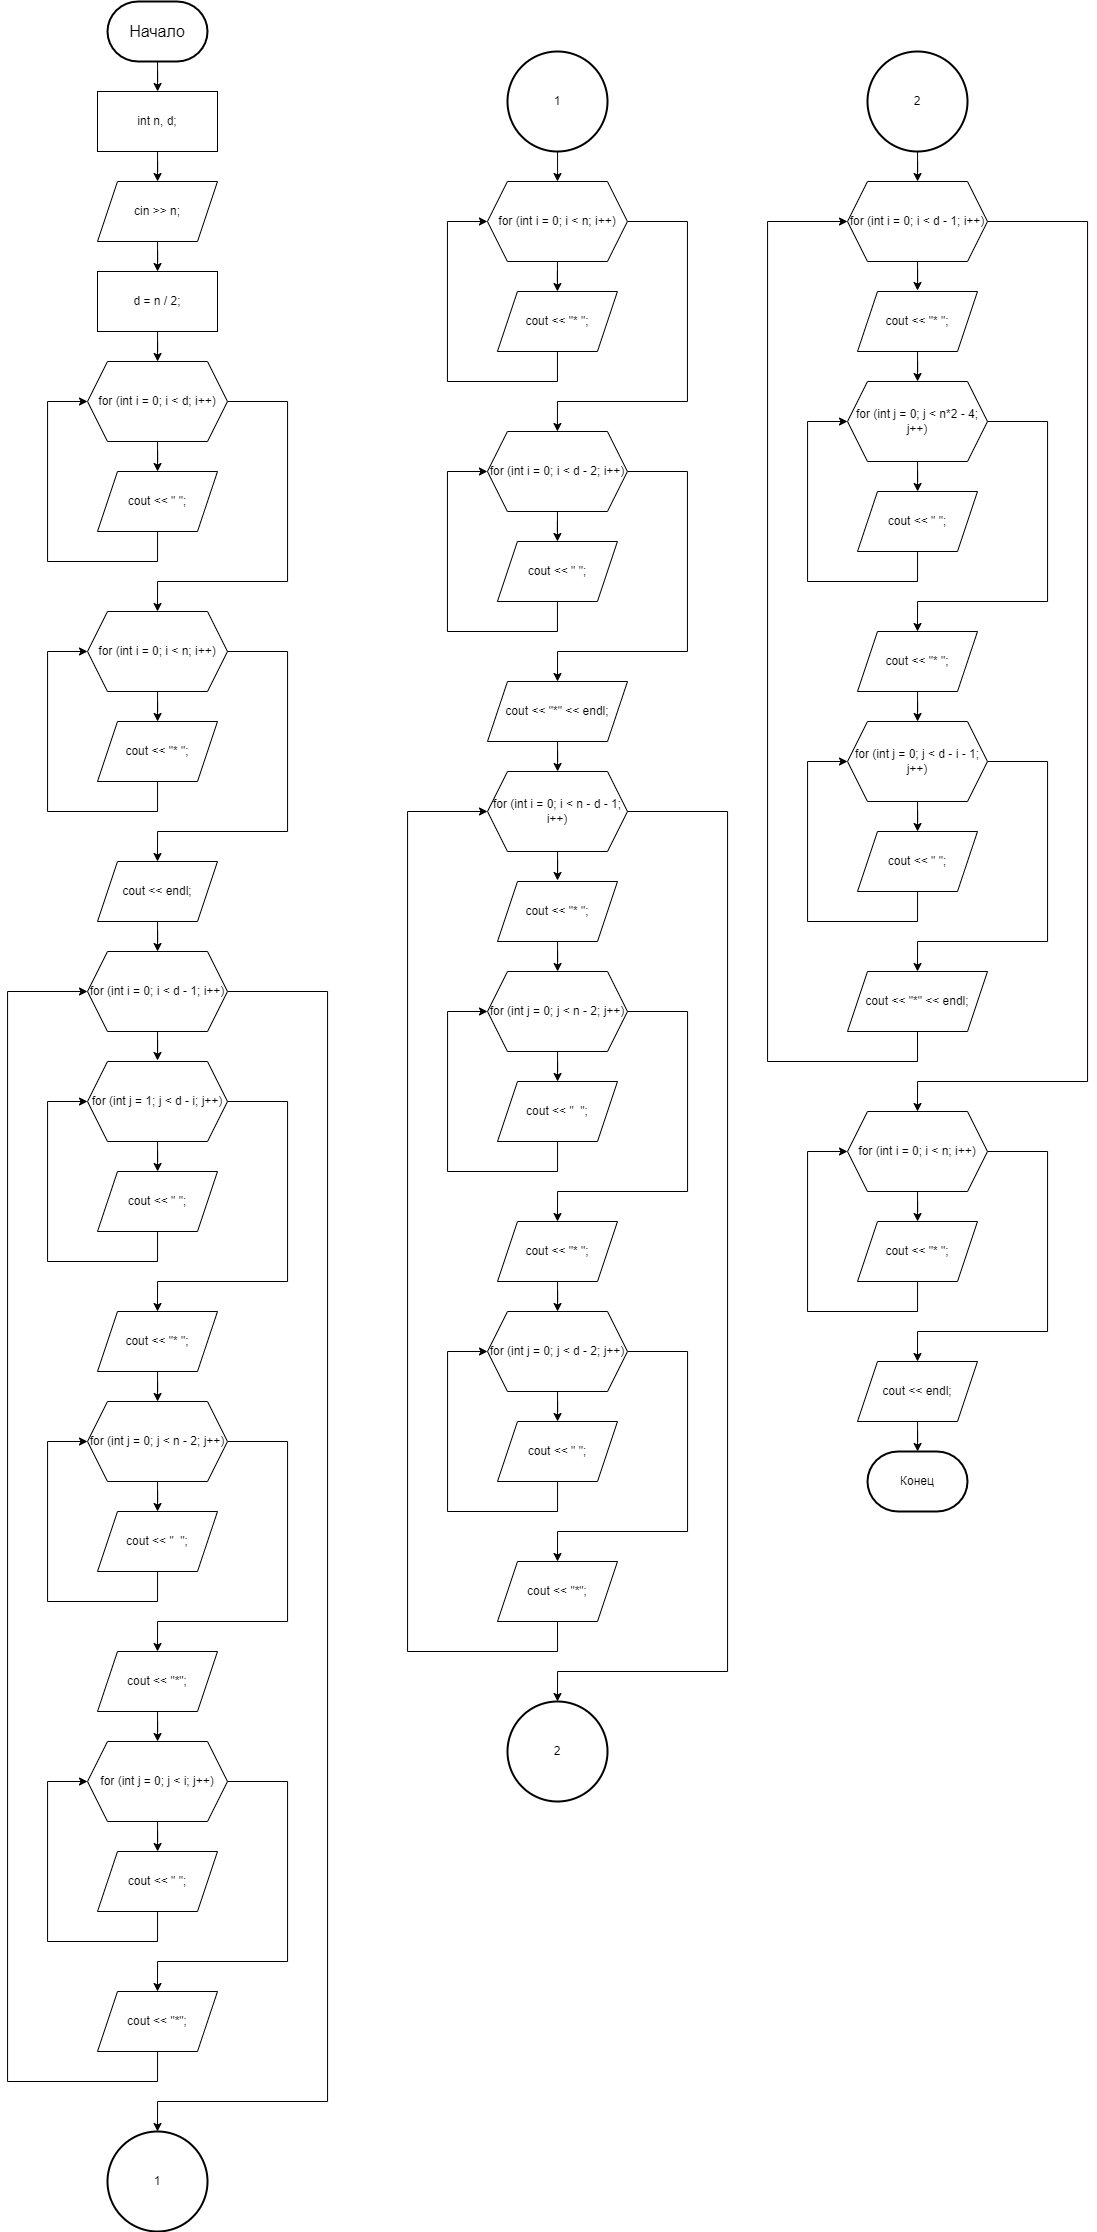 Начало
int n, d;
cin >> n;
d = n / 2;
for (int i = 0; i < d; i++)
cout << " ";
for (int i = 0; i < n; i++)
cout << "* ";
cout << endl;
for (int i = 0; i < d - 1; i++)
for (int j = 1; j < d - i; j++)
cout << " ";
cout << "* ";
for (int j = 0; j < n - 2; j++)
cout << "  ";
cout << "*";
for (int j = 0; j < i; j++)
cout << " ";
cout << "*";
1
1
for (int i = 0; i < n; i++)
cout << "* ";
for (int i = 0; i < d - 2; i++)
cout << " ";
cout << "*" << endl;
for (int i = 0; i < n - d - 1;
i++)
cout << "* ";
for (int j = 0; j < n - 2; j++)
cout << "  ";
cout << "* ";
for (int j = 0; j < d - 2; j++)
cout << " ";
cout << "*";
2
2
for (int i = 0; i < d - 1; i++)
cout << "* ";
for (int j = 0; j < n*2 - 4;
j++)
cout << " ";
cout << "* ";
for (int j = 0; j < d - i - 1;
j++)
cout << " ";
cout << "*" << endl;
for (int i = 0; i < n; i++)
cout << "* ";
cout << endl;
Конец